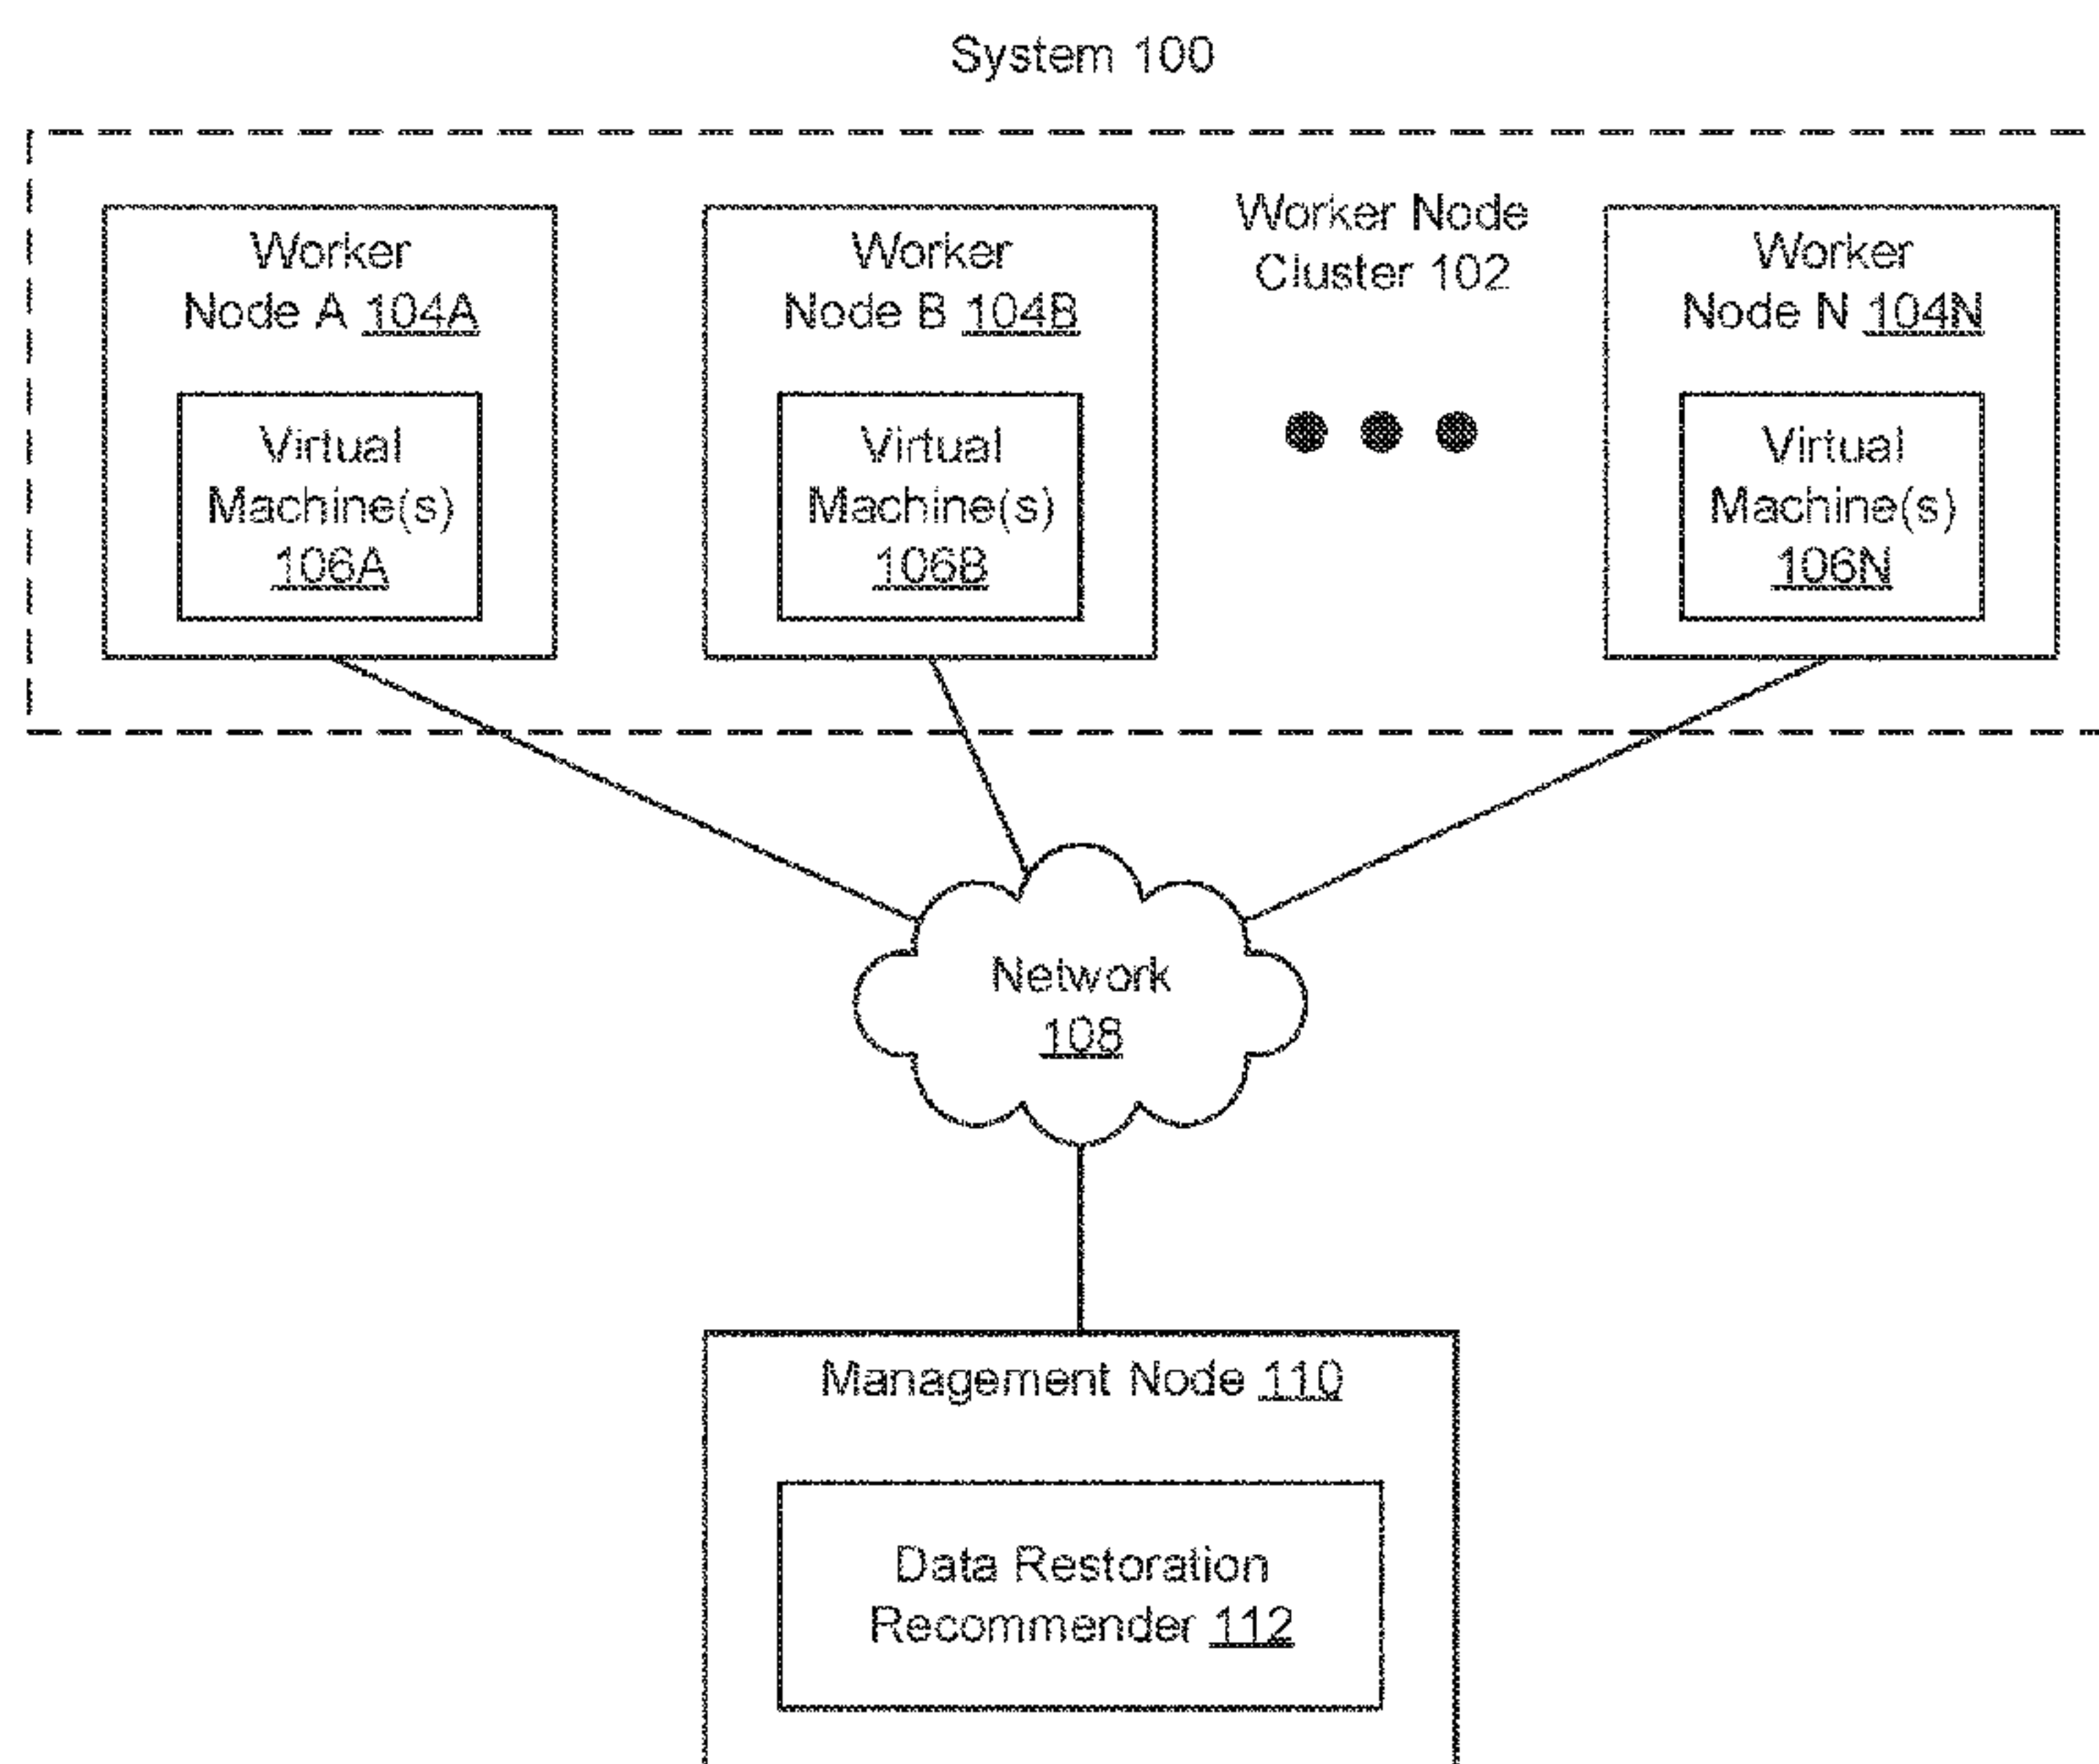 System 100
Worker
Node A 104A
Virtual
Machine(s)
106A
Worker
Node B 104B
Virtual
Machine(s)
106B
Worker Node
Cluster 102
Worker
Node N 104N
Virtual
Machine(s)
106N
Network
108
Management Node 110
Data Restoration
Recommender 112